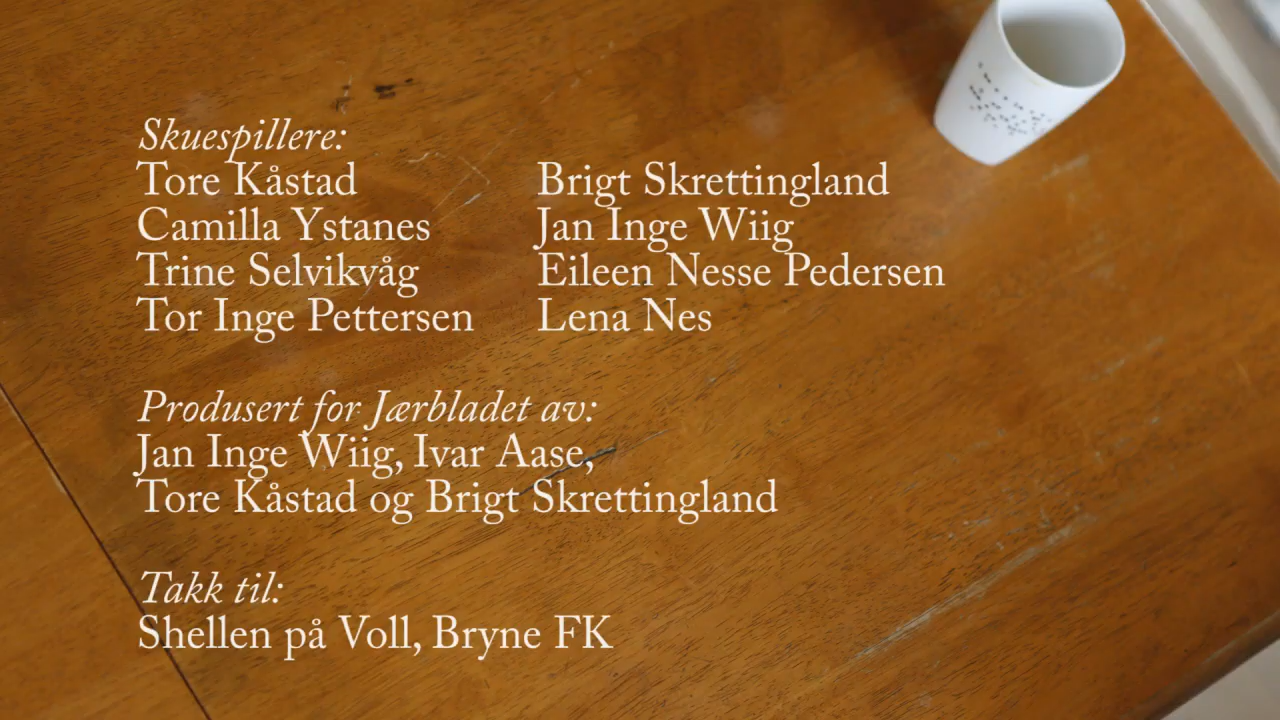 Skuespillere:
Tore Kåstad
Camilla Ystanes
Trine Selvikvåg
Tor Inge Pettersen
Brigt Skrettingland
Jan Inge Wiig
Eileen Nesse Pedersen
Lena Nes
Produsert for Jærbladet av:
Jan Inge Wiig, Ivar Aase,
Tore Kåstad og Brigt Skrettingland
Takk til:
Shellen på Voll, Bryne FK